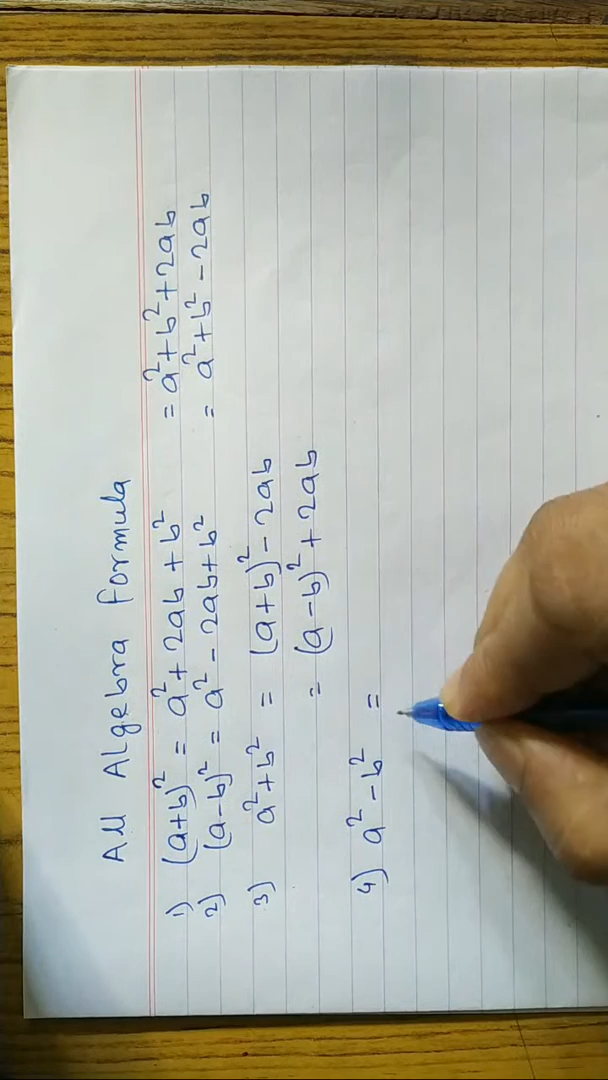 All Algebra formula
1) (a+b)² = a² + 2ab + b² = a² + b² + 2ab
2) (a-b)² = a² - 2ab + b² = a² + b² - 2ab
3) a² + b² = (a+b)² - 2ab
= (a-b)² + 2ab
4) a² - b² =